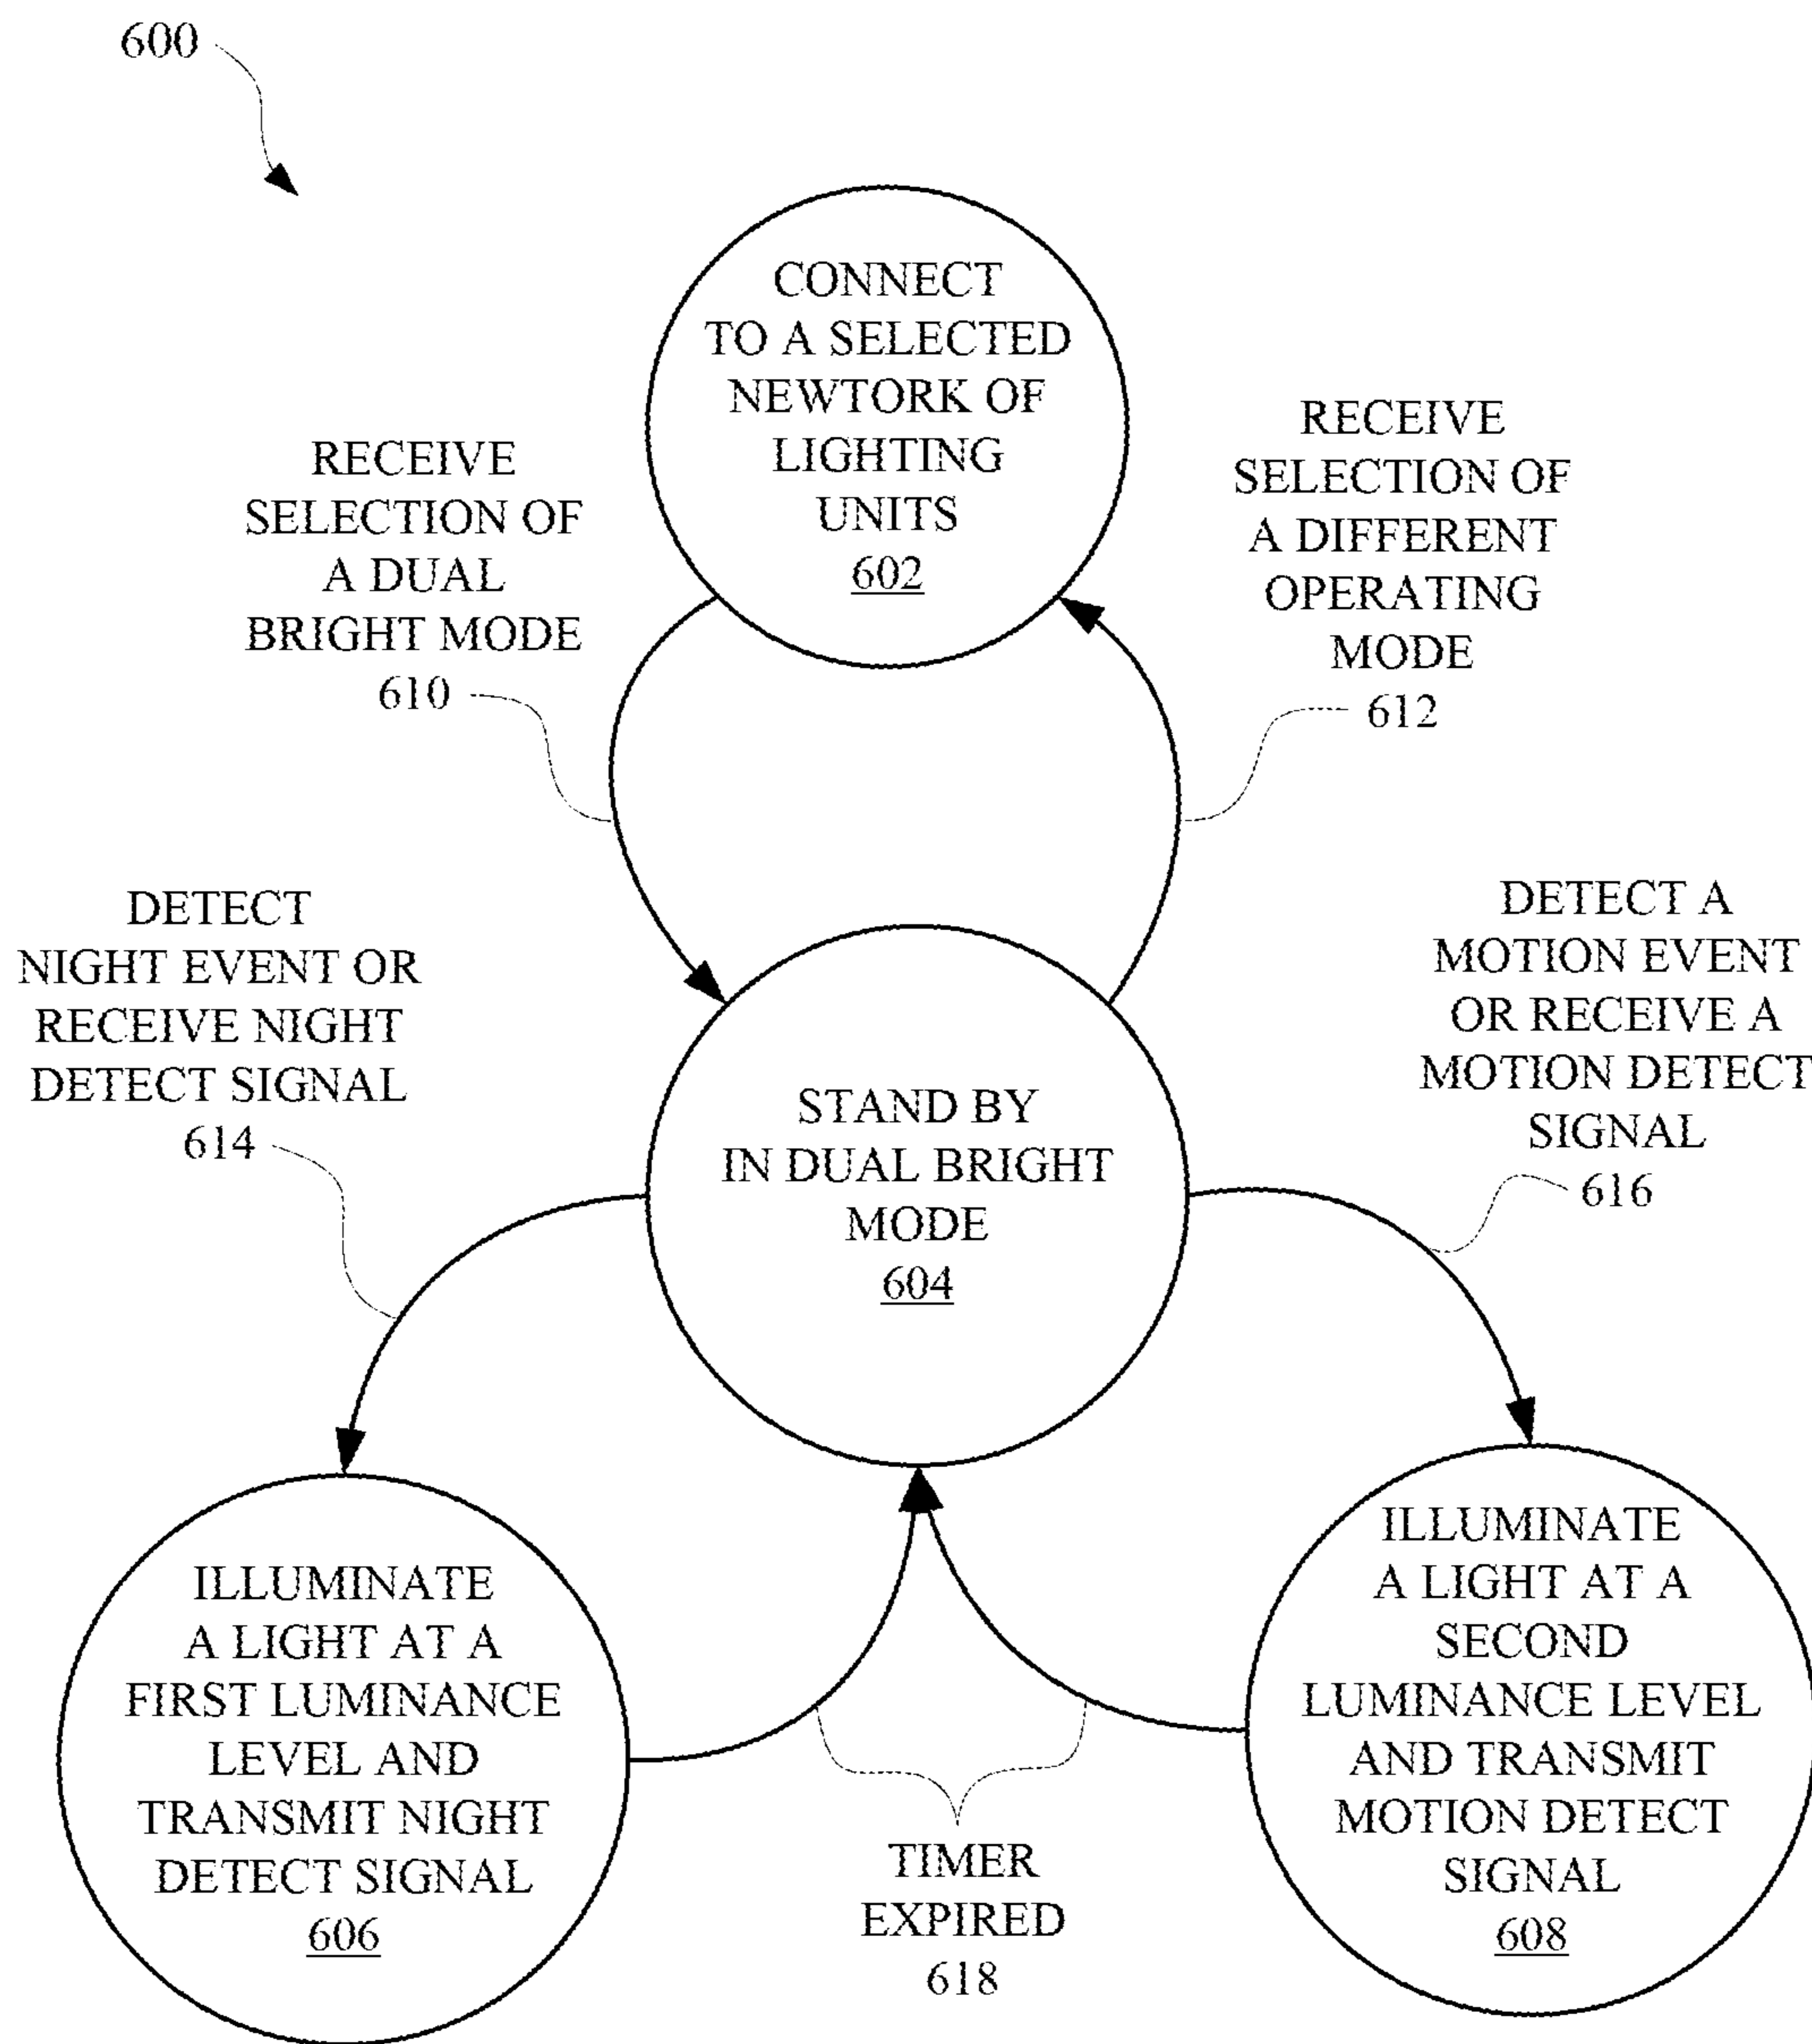 600
CONNECT
TO A SELECTED
NEWTORK OF
LIGHTING
UNITS
602
RECEIVE
SELECTION OF
A DUAL
BRIGHT MODE
610
RECEIVE
SELECTION OF
A DIFFERENT
OPERATING
MODE
612
DETECT
NIGHT EVENT OR
RECEIVE NIGHT
DETECT SIGNAL
614
STAND BY
IN DUAL BRIGHT
MODE
604
DETECT A
MOTION EVENT
OR RECEIVE A
MOTION DETECT
SIGNAL
616
ILLUMINATE
A LIGHT AT A
FIRST LUMINANCE
LEVEL AND
TRANSMIT NIGHT
DETECT SIGNAL
606
TIMER
EXPIRED
618
ILLUMINATE
A LIGHT AT A
SECOND
LUMINANCE LEVEL
AND TRANSMIT
MOTION DETECT
SIGNAL
608